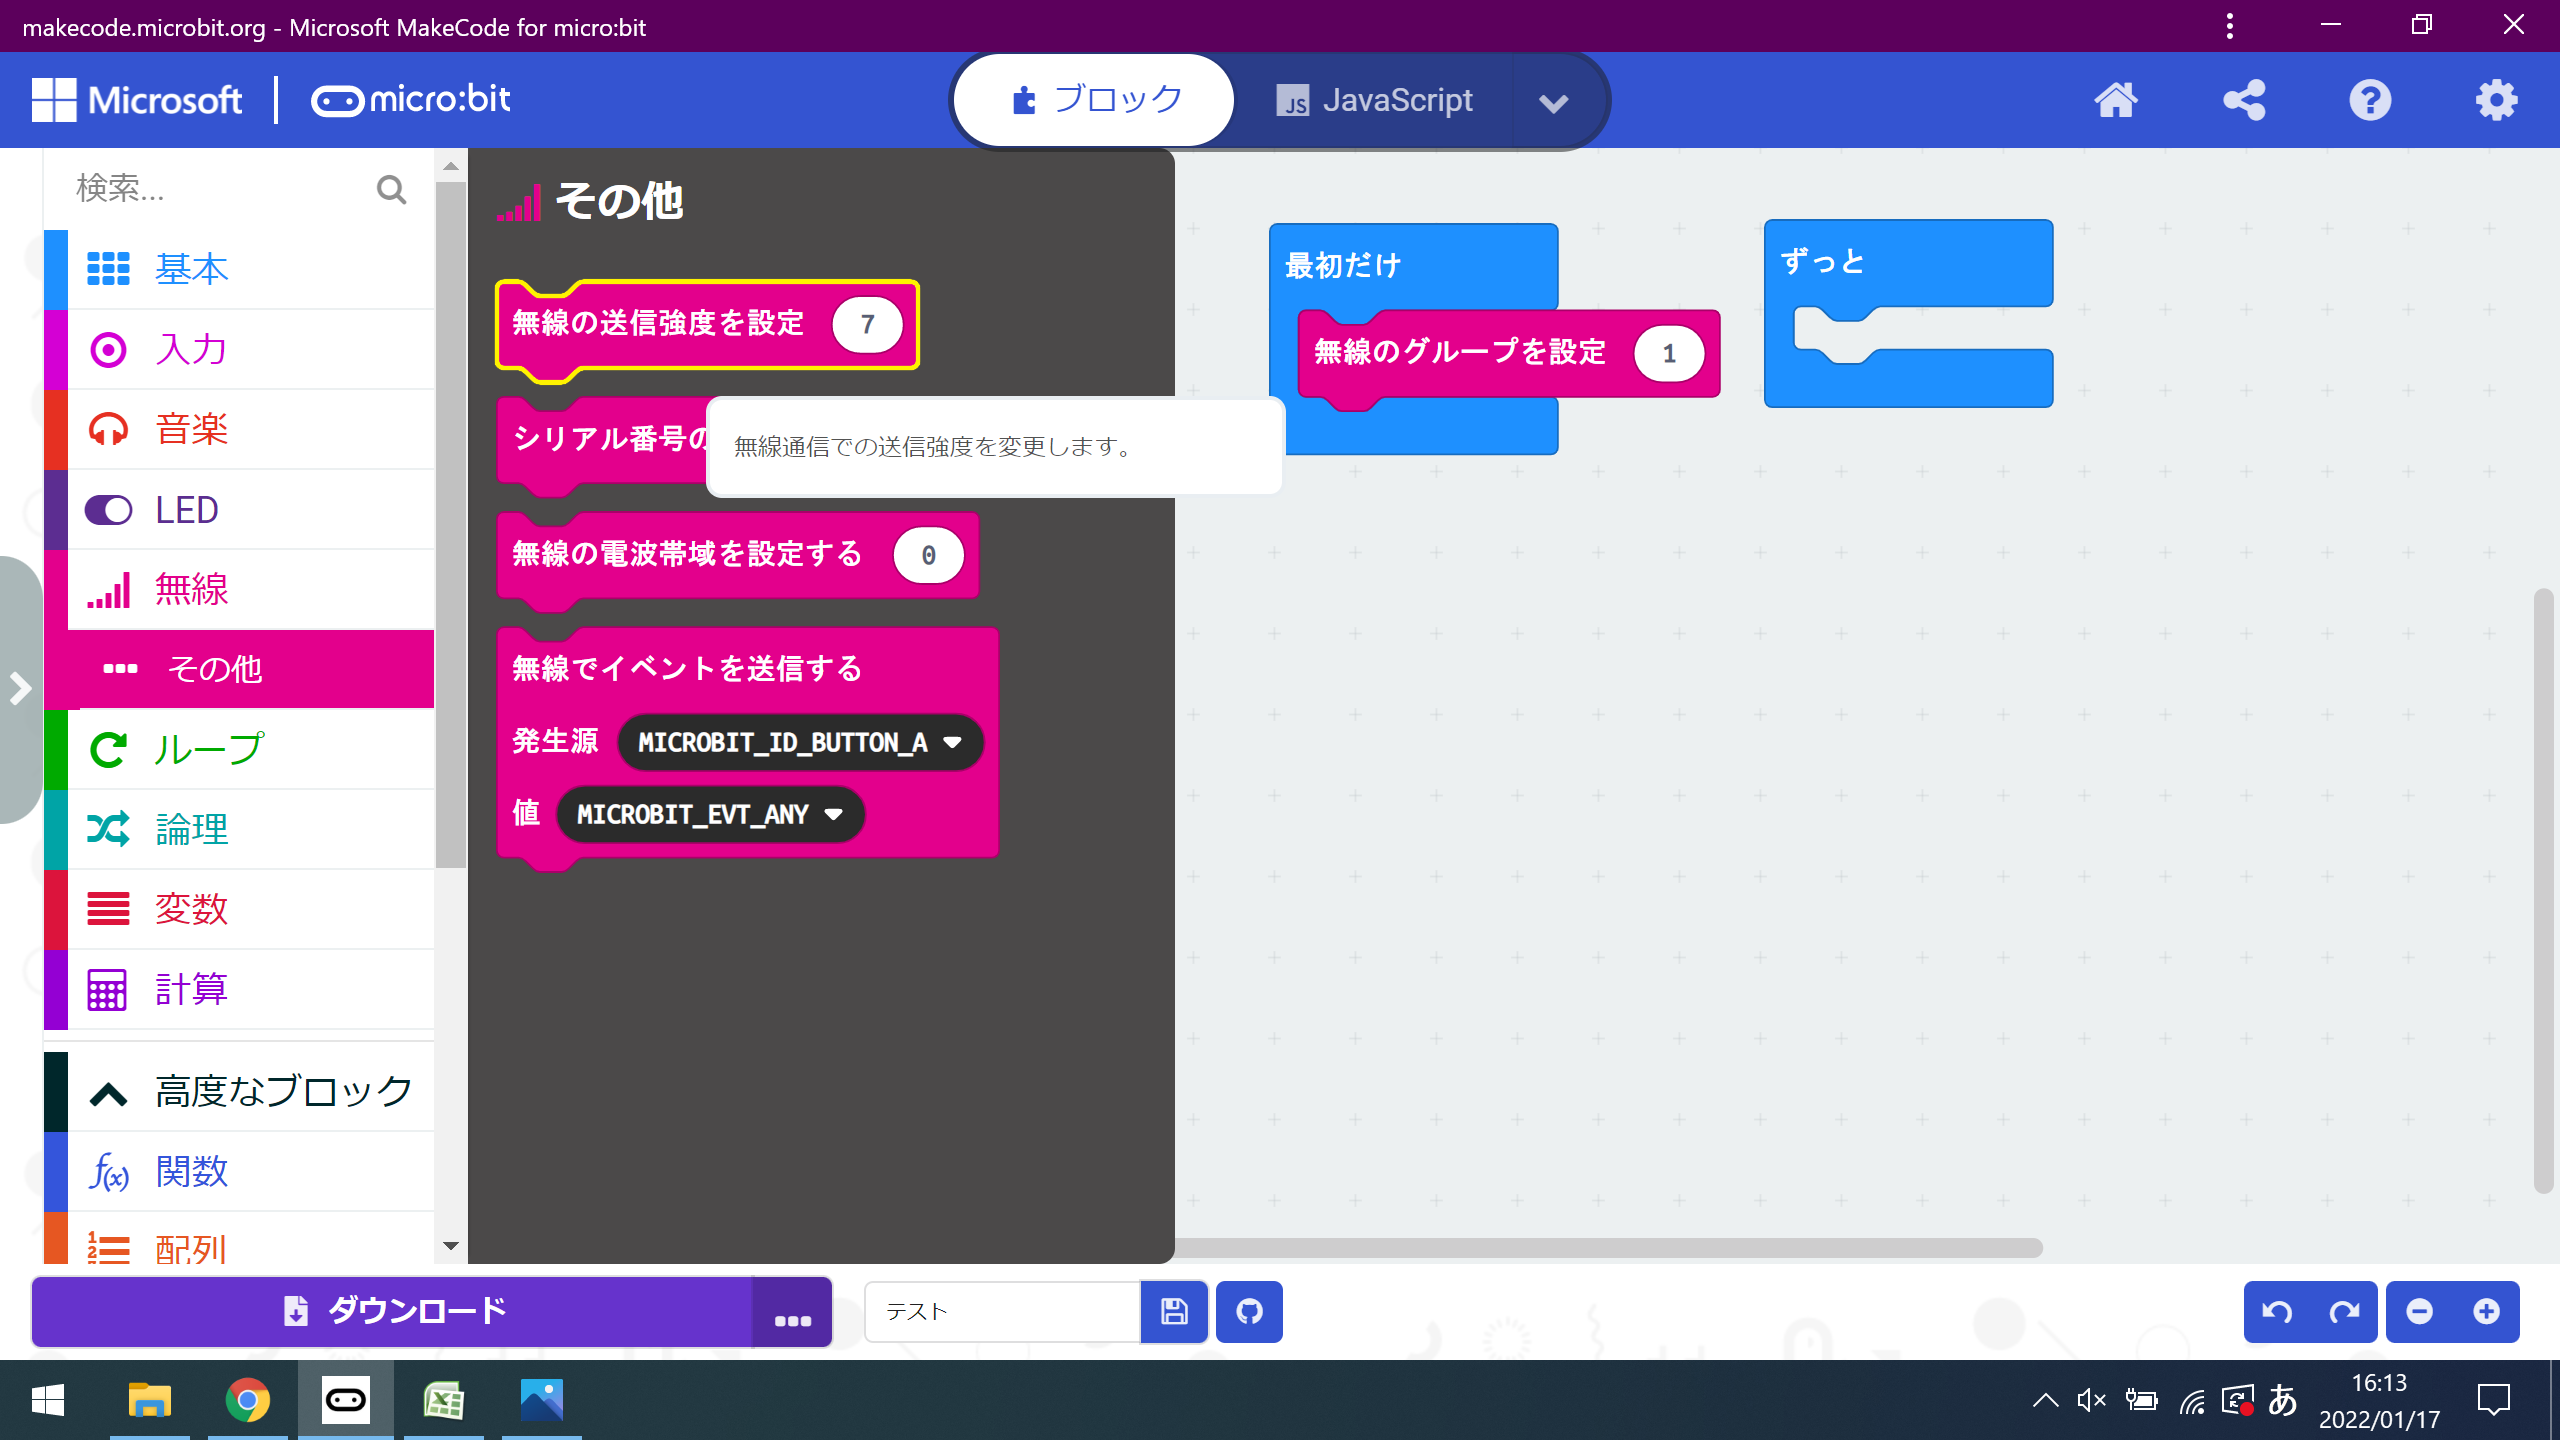 makecode.microbit.org - Microsoft MakeCode for micro:bit
Microsoft
micro:bit
ブロック
JS JavaScript
検索...
基本
入力
音楽
LED
無線
その他
ループ
論理
変数
計算
高度なブロック
f(x) 関数
配列
その他
無線の送信強度を設定 7
シリアル番号の
無線通信での送信強度を変更します。
無線の電波帯域を設定する 0
無線でイベントを送信する
発生源 MICROBIT_ID_BUTTON_A
値 MICROBIT_EVT_ANY
最初だけ
無線のグループを設定 1
ずっと
ダウンロード
...
テスト
あ
16:13
2022/01/17